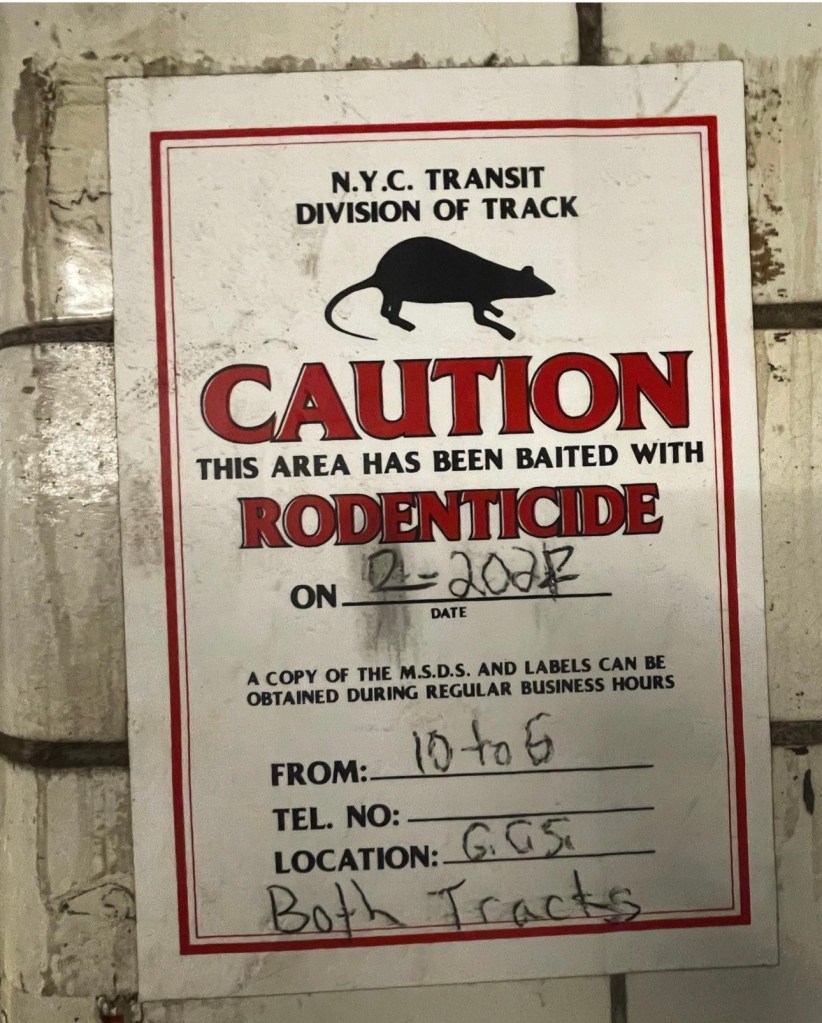 N.Y.C. TRANSIT
DIVISION OF TRACK
CAUTION
THIS AREA HAS BEEN BAITED WITH
RODENTICIDE
ON
DATE
A COPY OF THE M.S.D.S. AND LABELS CAN BE
OBTAINED DURING REGULAR BUSINESS HOURS
FROM: 10 to 6
TEL. NO:
LOCATION:
Both Tracks